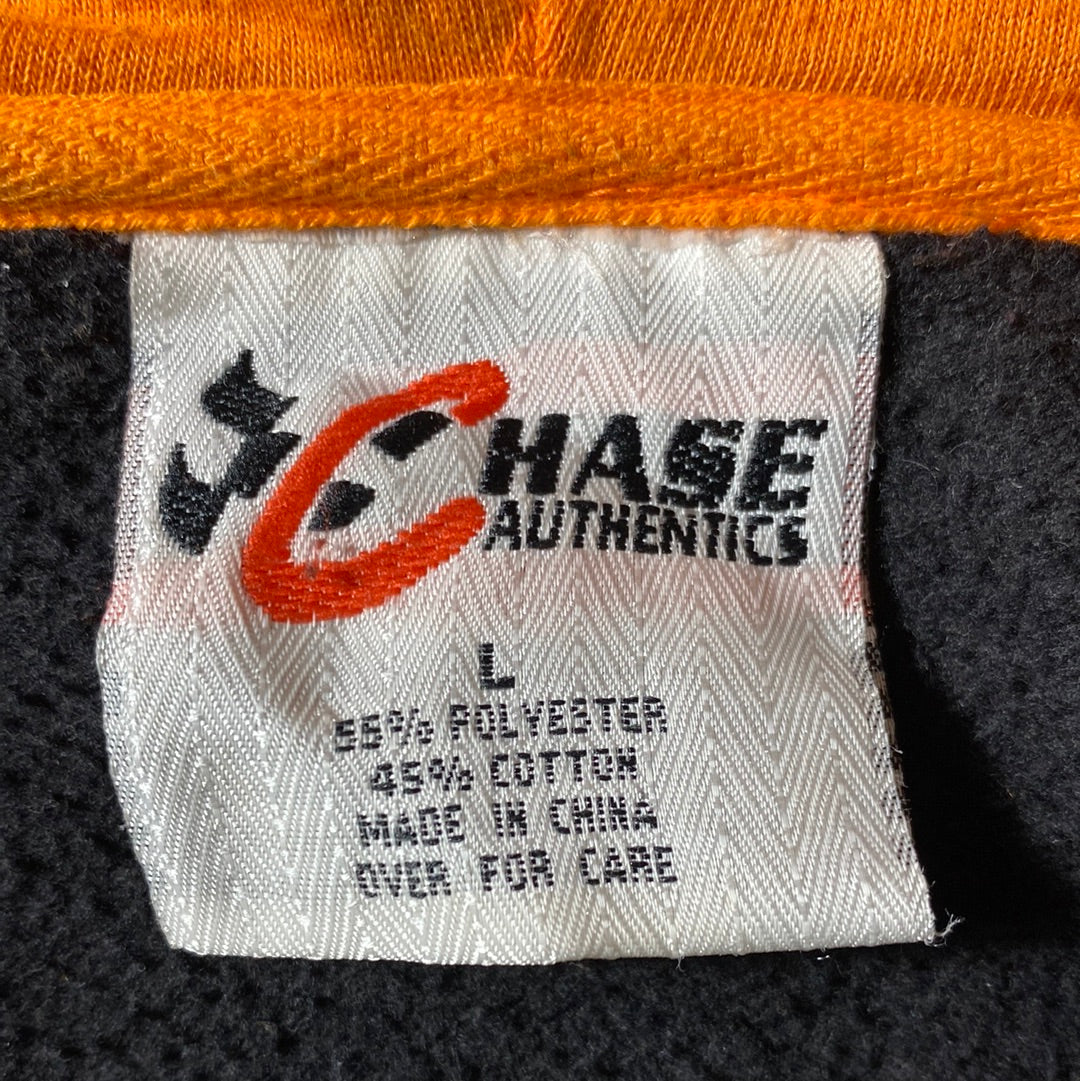 CHASE
AUTHENTICS
L
55% POLYESTER
45% COTTON
MADE IN CHINA
OVER FOR CARE